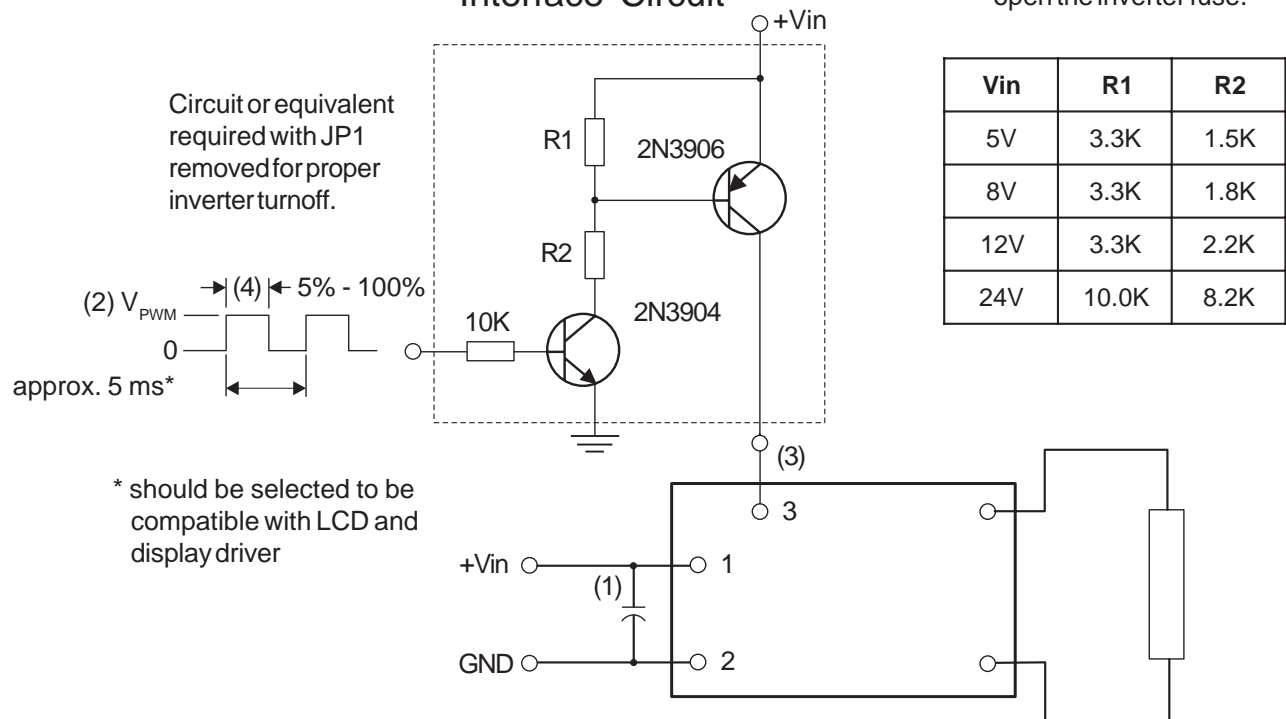 Interface Circuit
open the inverter fuse.
+Vin
Circuit or equivalent
required with JP1
removed for proper
inverter turnoff.
R1
2N3906
R2
2N3904
10K
(2) VPWM
(4)
5% - 100%
0
approx. 5 ms*
* should be selected to be
compatible with LCD and
display driver
Vin R1 R2
5V 3.3K 1.5K
8V 3.3K 1.8K
12V 3.3K 2.2K
24V 10.0K 8.2K
(3)
3
+Vin
1
(1)
GND
2